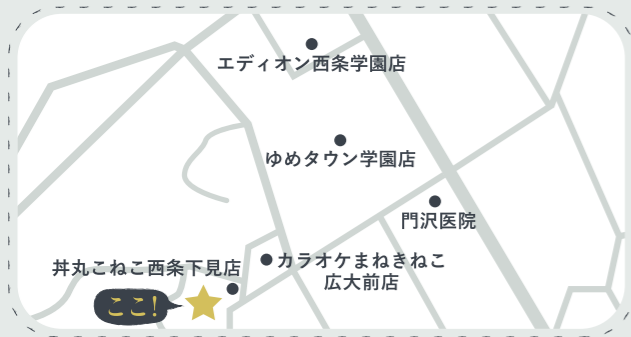 エディオン西条学園店
ゆめタウン学園店
門沢医院
カラオケまねきねこ
広大前店
丼丸こねこ西条下見店
ここ!